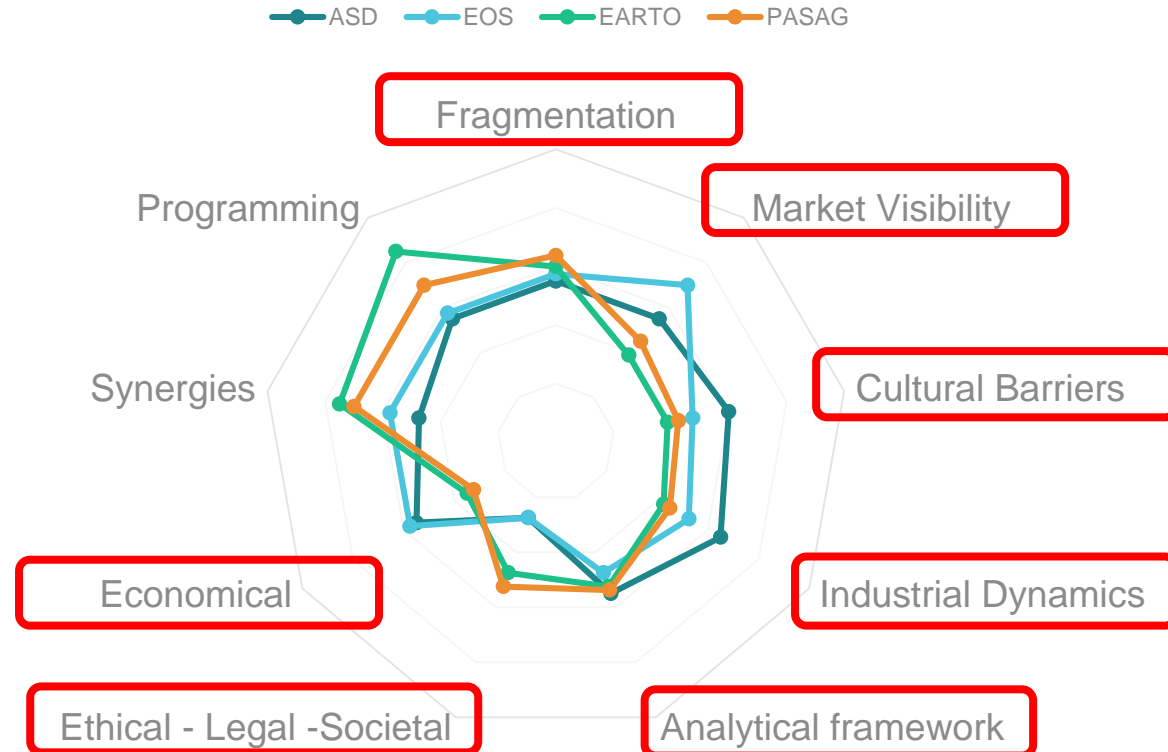 ASD EOS EARTO PASAG
Fragmentation
Programming
Market Visibility
Synergies
Cultural Barriers
Economical
Industrial Dynamics
Ethical - Legal -Societal
Analytical framework